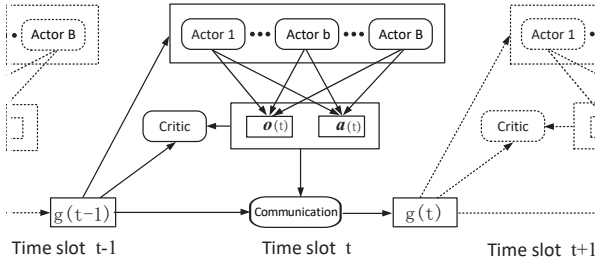 Actor B
Actor 1 ••• Actor b ••• Actor B
Actor 1
o(t) a(t)
Critic
Critic
g(t-1)
Communication
g(t)
Time slot t-1
Time slot t
Time slot t+1